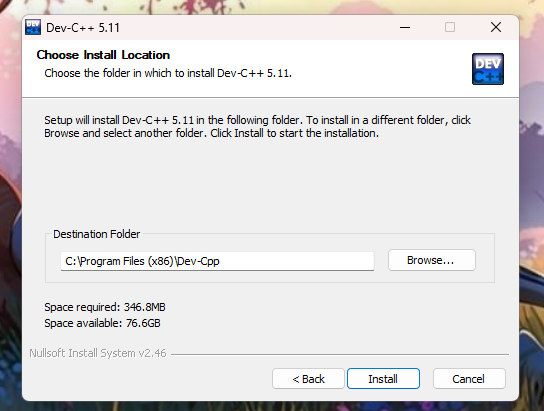 Dev-C++ 5.11
Choose Install Location
Choose the folder in which to install Dev-C++ 5.11.
DEV
C++
Setup will install Dev-C++ 5.11 in the following folder. To install in a different folder, click
Browse and select another folder. Click Install to start the installation.
Destination Folder
C:\Program Files (x86)\Dev-Cpp
Browse...
Space required: 346.8MB
Space available: 76.6GB
Nullsoft Install System v2.46
< Back
Install
Cancel